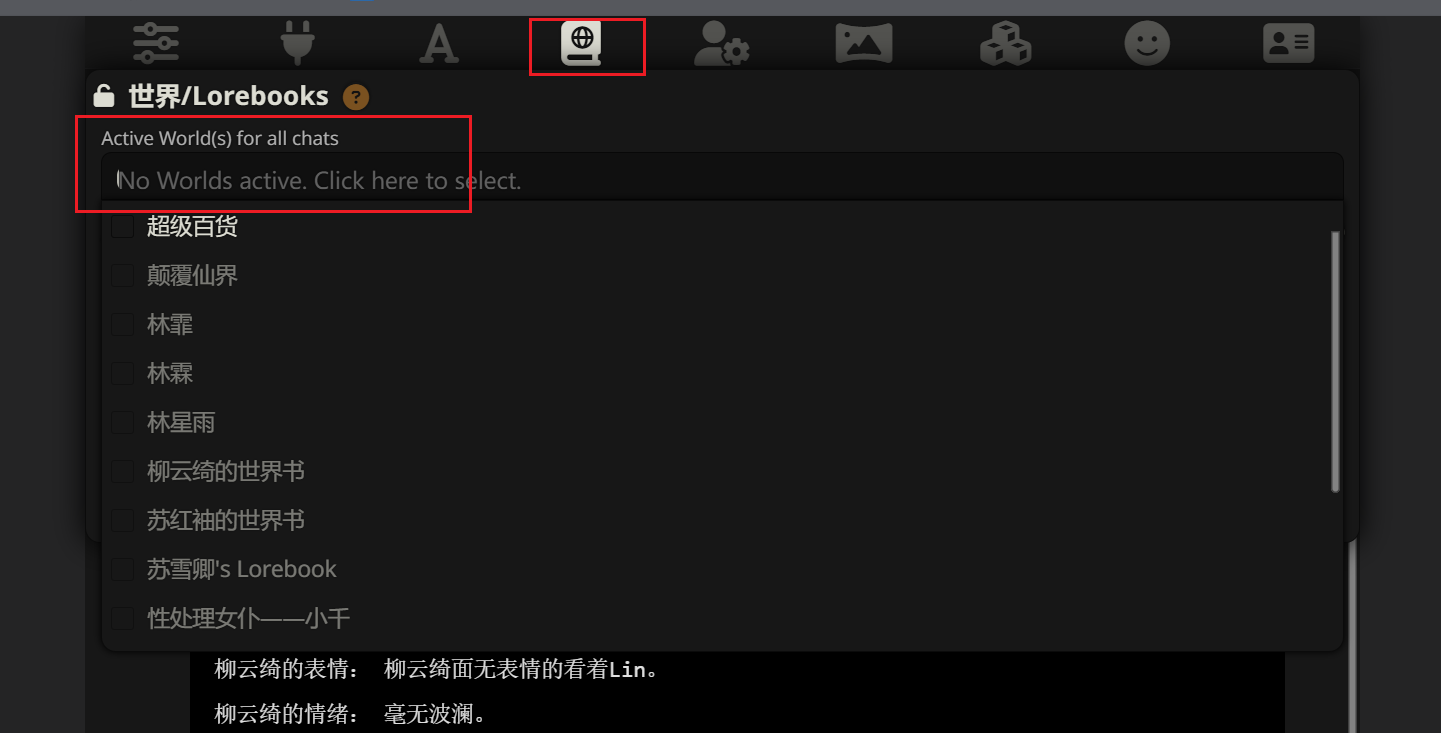 世界/Lorebooks ?
Active World(s) for all chats
No Worlds active. Click here to select.
超级百货
颠覆仙界
林霏
林霖
林星雨
柳云绮的世界书
苏红袖的世界书
苏雪卿's Lorebook
性处理女仆——小千
柳云绮的表情： 柳云绮面无表情的看着Lin。
柳云绮的情绪： 毫无波澜。